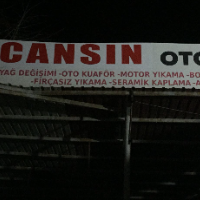 CANSIN OTO
YAĞ DEĞİŞİMİ -OTO KUAFÖR -MOTOR YIKAMA -BO
-FIRÇASIZ YIKAMA -SERAMİK KAPLAMA -A